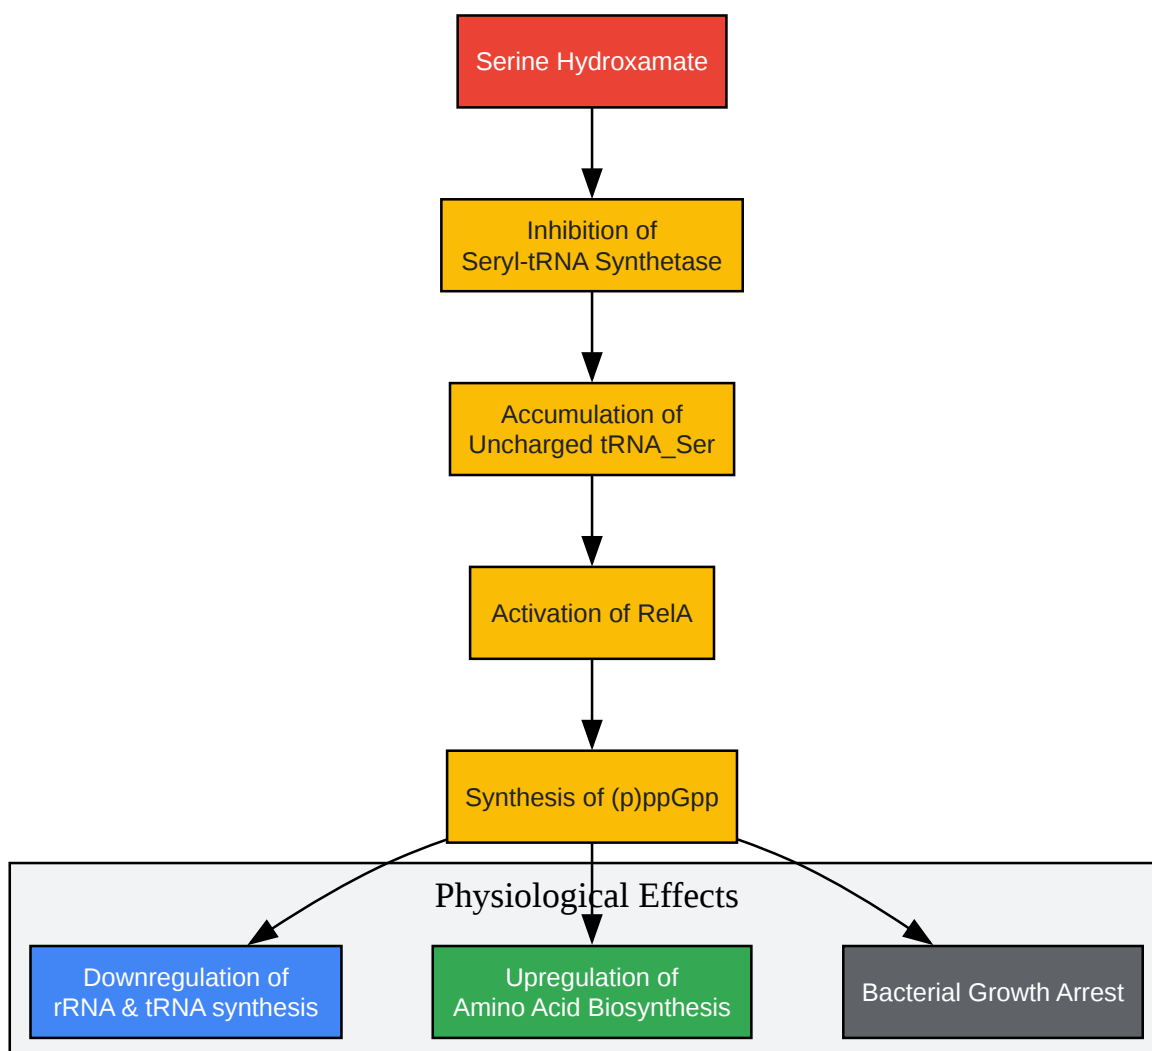 Serine Hydroxamate
Inhibition of
Seryl-tRNA Synthetase
Accumulation of
Uncharged tRNA_Ser
Activation of RelA
Synthesis of (p)ppGpp
Physiological Effects
Downregulation of
rRNA & tRNA synthesis
Upregulation of
Amino Acid Biosynthesis
Bacterial Growth Arrest